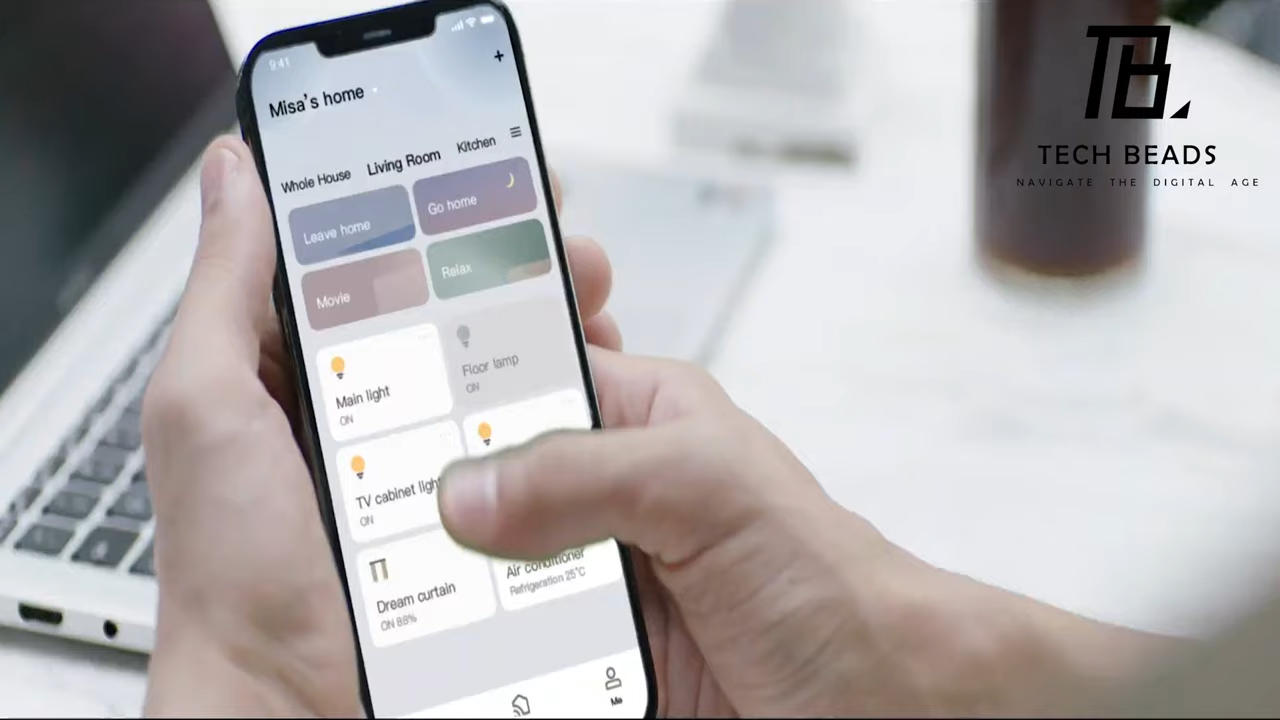 9:41
+
Misa's home
Whole House
Living Room
Kitchen
Leave home
Go home
Movie
Relax
Main light
ON
Floor lamp
ON
TV cabinet light
ON
Dream curtain
ON 88%
Air conditioner
Refrigeration 25°C
Me
TB
TECH BEADS
NAVIGATE THE DIGITAL AGE